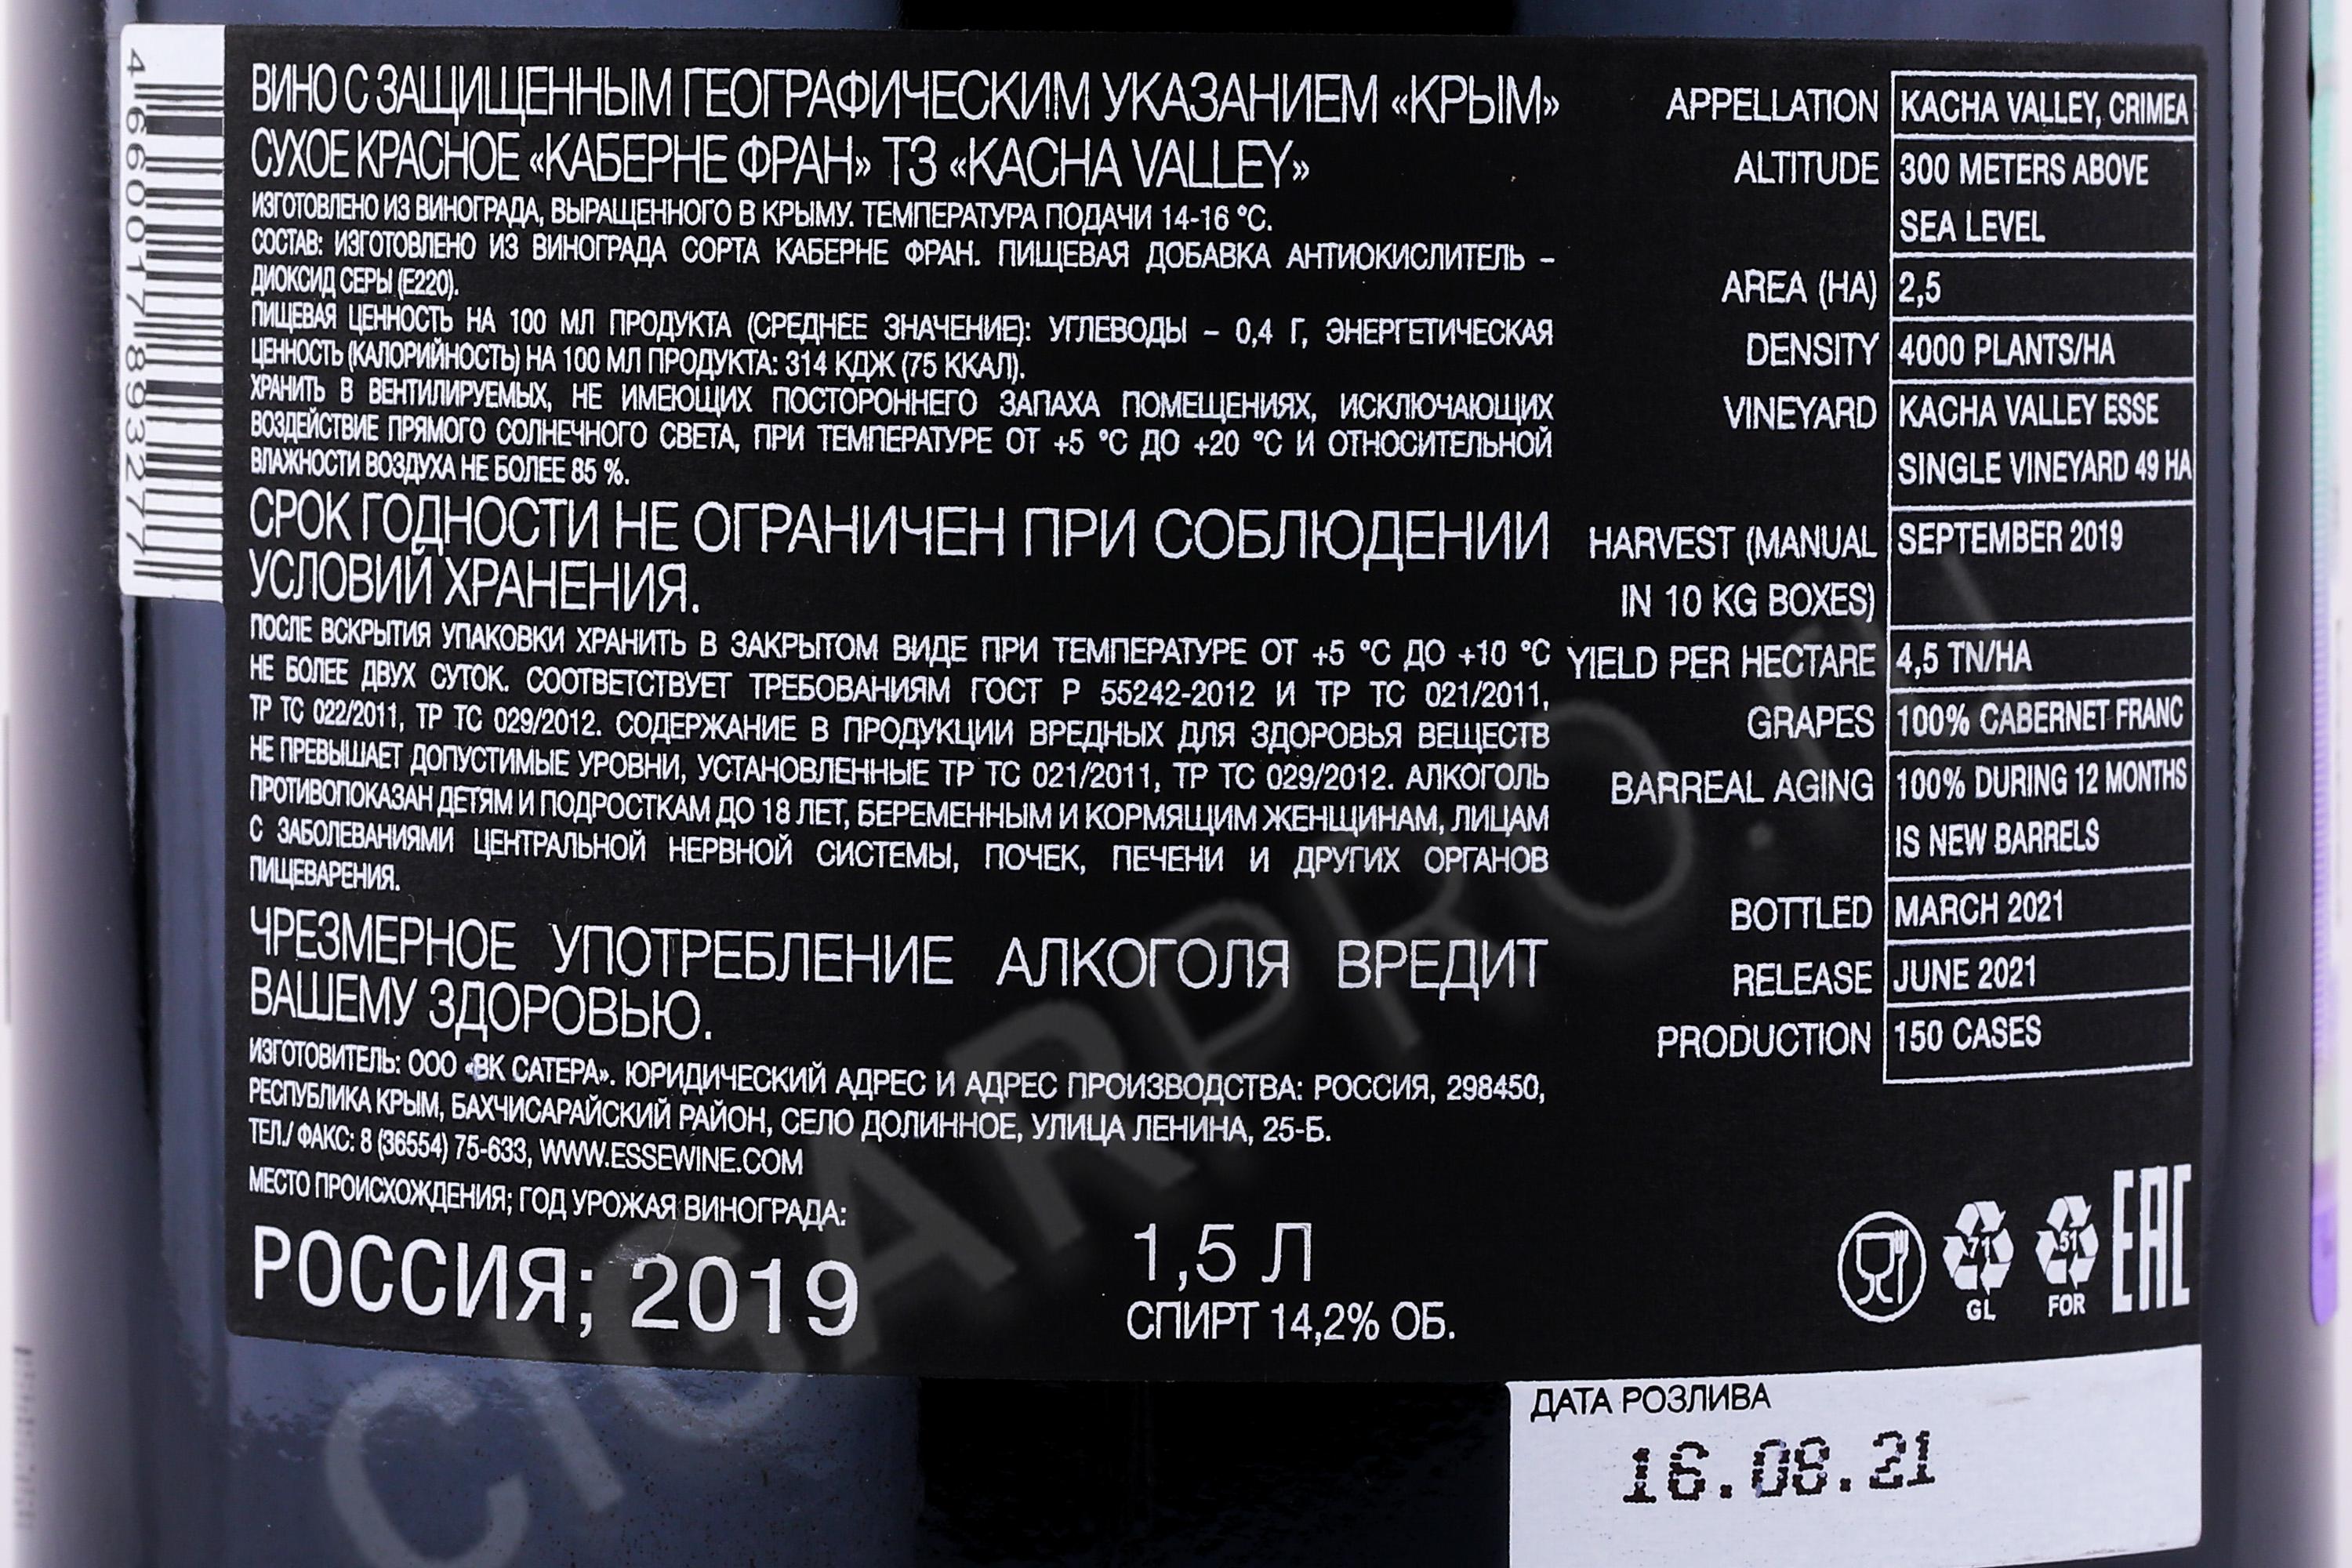 4660017893277
ВИНО С ЗАЩИЩЕННЫМ ГЕОГРАФИЧЕСКИМ УКАЗАНИЕМ «КРЫМ»
СУХОЕ КРАСНОЕ «КАБЕРНЕ ФРАН» ТЗ «KACHA VALLEY»
ИЗГОТОВЛЕНО ИЗ ВИНОГРАДА, ВЫРАЩЕННОГО В КРЫМУ. ТЕМПЕРАТУРА ПОДАЧИ 14-16 °С.
СОСТАВ: ИЗГОТОВЛЕНО ИЗ ВИНОГРАДА СОРТА КАБЕРНЕ ФРАН. ПИЩЕВАЯ ДОБАВКА АНТИОКИСЛИТЕЛЬ –
ДИОКСИД СЕРЫ (Е220).
ПИЩЕВАЯ ЦЕННОСТЬ НА 100 МЛ ПРОДУКТА (СРЕДНЕЕ ЗНАЧЕНИЕ): УГЛЕВОДЫ – 0,4 Г, ЭНЕРГЕТИЧЕСКАЯ
ЦЕННОСТЬ (КАЛОРИЙНОСТЬ) НА 100 МЛ ПРОДУКТА: 314 КДЖ (75 ККАЛ).
ХРАНИТЬ В ВЕНТИЛИРУЕМЫХ, НЕ ИМЕЮЩИХ ПОСТОРОННЕГО ЗАПАХА ПОМЕЩЕНИЯХ, ИСКЛЮЧАЮЩИХ
ВОЗДЕЙСТВИЕ ПРЯМОГО СОЛНЕЧНОГО СВЕТА, ПРИ ТЕМПЕРАТУРЕ ОТ +5 °С ДО +20 °С И ОТНОСИТЕЛЬНОЙ
ВЛАЖНОСТИ ВОЗДУХА НЕ БОЛЕЕ 85 %.
СРОК ГОДНОСТИ НЕ ОГРАНИЧЕН ПРИ СОБЛЮДЕНИИ
УСЛОВИЙ ХРАНЕНИЯ.
ПОСЛЕ ВСКРЫТИЯ УПАКОВКИ ХРАНИТЬ В ЗАКРЫТОМ ВИДЕ ПРИ ТЕМПЕРАТУРЕ ОТ +5 °С ДО +10 °С
НЕ БОЛЕЕ ДВУХ СУТОК. СООТВЕТСТВУЕТ ТРЕБОВАНИЯМ ГОСТ Р 55242-2012 И ТР ТС 021/2011,
ТР ТС 022/2011, ТР ТС 029/2012. СОДЕРЖАНИЕ В ПРОДУКЦИИ ВРЕДНЫХ ДЛЯ ЗДОРОВЬЯ ВЕЩЕСТВ
НЕ ПРЕВЫШАЕТ ДОПУСТИМЫЕ УРОВНИ, УСТАНОВЛЕННЫЕ ТР ТС 021/2011, ТР ТС 029/2012. АЛКОГОЛЬ
ПРОТИВОПОКАЗАН ДЕТЯМ И ПОДРОСТКАМ ДО 18 ЛЕТ, БЕРЕМЕННЫМ И КОРМЯЩИМ ЖЕНЩИНАМ, ЛИЦАМ
С ЗАБОЛЕВАНИЯМИ ЦЕНТРАЛЬНОЙ НЕРВНОЙ СИСТЕМЫ, ПОЧЕК, ПЕЧЕНИ И ДРУГИХ ОРГАНОВ
ПИЩЕВАРЕНИЯ.
ЧРЕЗМЕРНОЕ УПОТРЕБЛЕНИЕ АЛКОГОЛЯ ВРЕДИТ
ВАШЕМУ ЗДОРОВЬЮ.
ИЗГОТОВИТЕЛЬ: ООО «ВК САТЕРА». ЮРИДИЧЕСКИЙ АДРЕС И АДРЕС ПРОИЗВОДСТВА: РОССИЯ, 298450,
РЕСПУБЛИКА КРЫМ, БАХЧИСАРАЙСКИЙ РАЙОН, СЕЛО ДОЛИННОЕ, УЛИЦА ЛЕНИНА, 25-Б.
ТЕЛ./ ФАКС: 8 (36554) 75-633, WWW.ESSEWINE.COM
МЕСТО ПРОИСХОЖДЕНИЯ; ГОД УРОЖАЯ ВИНОГРАДА:
РОССИЯ; 2019
1,5 Л
СПИРТ 14,2% ОБ.
APPELLATION KACHA VALLEY, CRIMEA
ALTITUDE 300 METERS ABOVE
SEA LEVEL
AREA (HA) 2,5
DENSITY 4000 PLANTS/HA
VINEYARD KACHA VALLEY ESSE
SINGLE VINEYARD 49 HA
HARVEST (MANUAL SEPTEMBER 2019
IN 10 KG BOXES)
YIELD PER HECTARE 4,5 TN/HA
GRAPES 100% CABERNET FRANC
BARREAL AGING 100% DURING 12 MONTHS
IS NEW BARRELS
BOTTLED MARCH 2021
RELEASE JUNE 2021
PRODUCTION 150 CASES
71 51 EAC
GL FOR
ДАТА РОЗЛИВА
16.08.21
CIGARPRO.RU